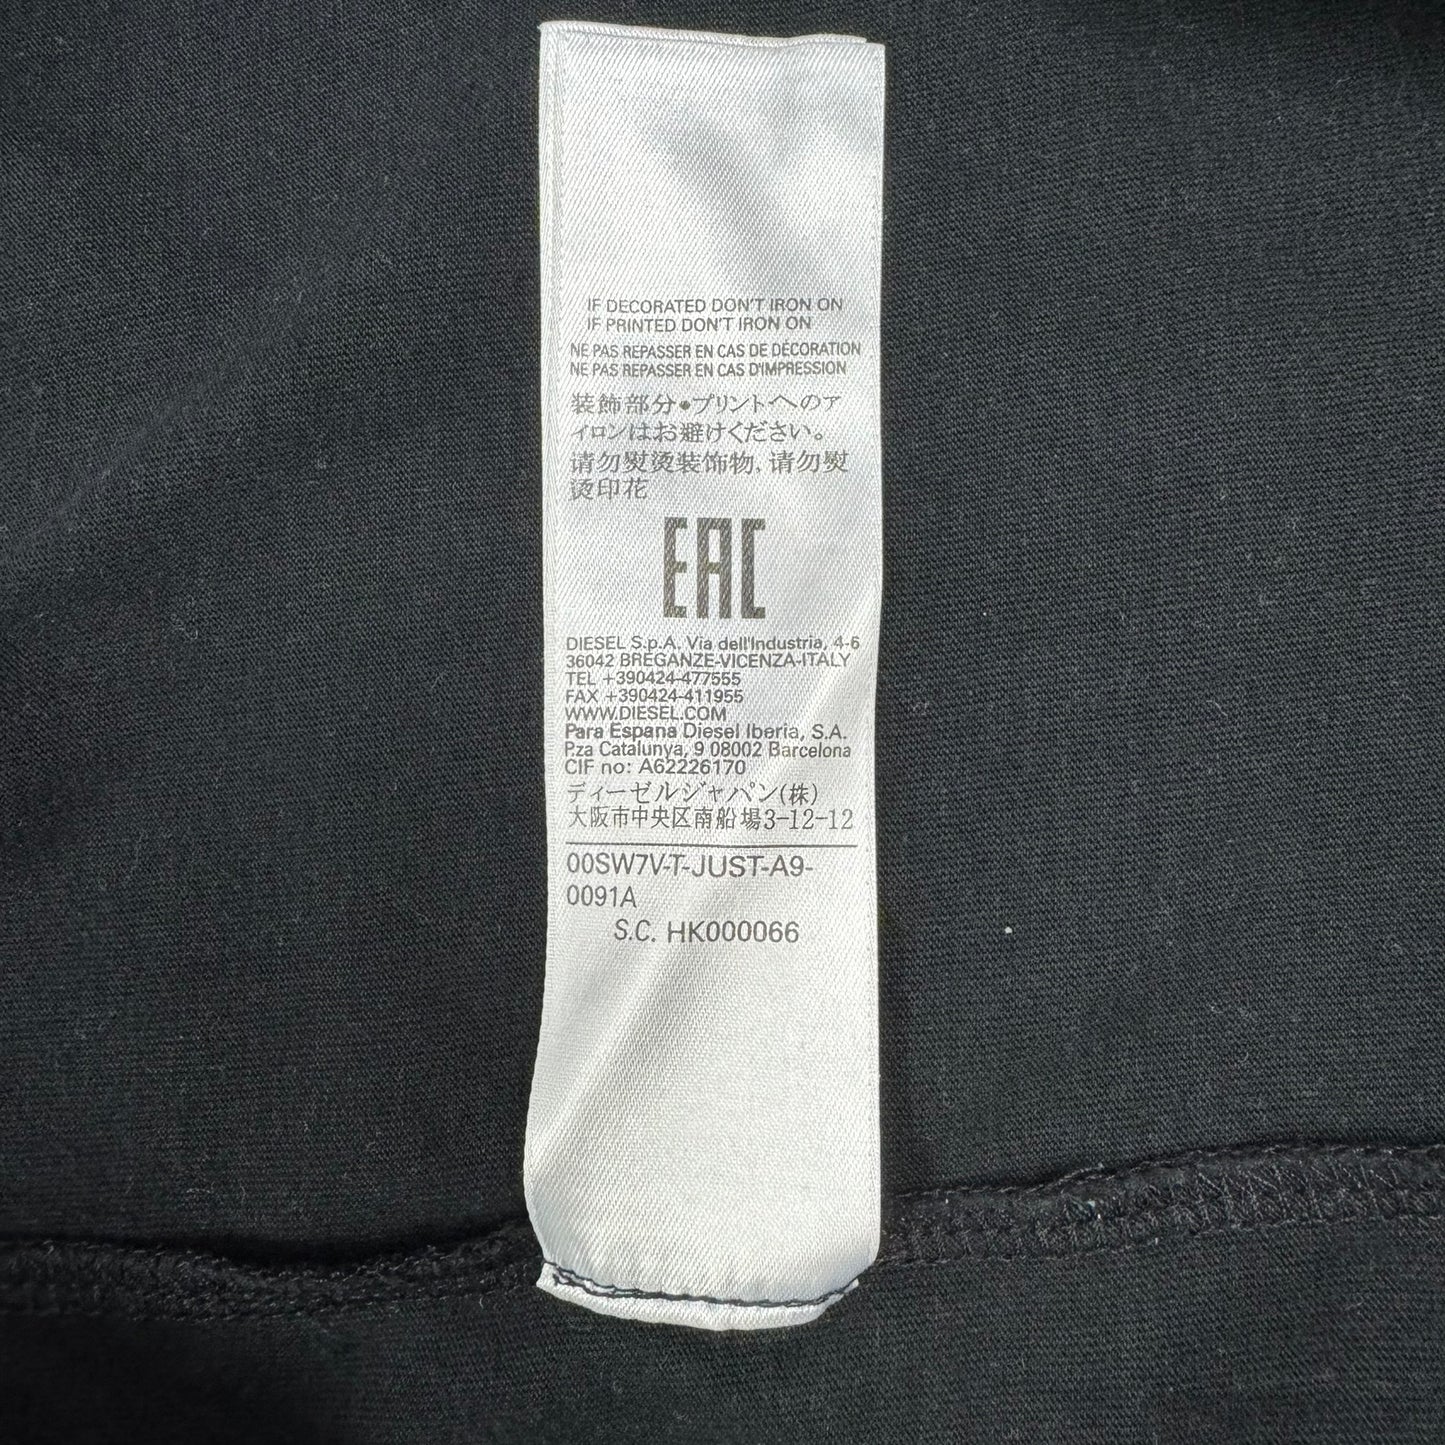 IF DECORATED DON'T IRON ON
IF PRINTED DON'T IRON ON
NE PAS REPASSER EN CAS DE DÉCORATION
NE PAS REPASSER EN CAS D'IMPRESSION
装飾部分•プリントへのア
イロンはお避けください。
请勿熨烫装饰物, 请勿熨
烫印花
EAC
DIESEL S.p.A. Via dell'Industria, 4-6
36042 BREGANZE-VICENZA-ITALY
TEL +390424-477555
FAX +390424-411955
WWW.DIESEL.COM
Para Espana Diesel Iberia, S.A.
P.za Catalunya, 9 08002 Barcelona
CIF no: A62226170
ディーゼルジャパン(株)
大阪市中央区南船場3-12-12
00SW7V-T-JUST-A9-
0091A
S.C. HK000066